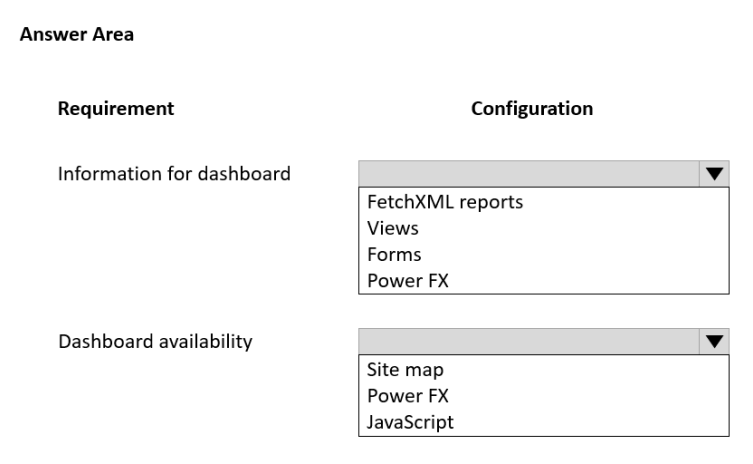 Answer Area
Requirement Configuration
Information for dashboard
FetchXML reports
Views
Forms
Power FX
Dashboard availability
Site map
Power FX
JavaScript